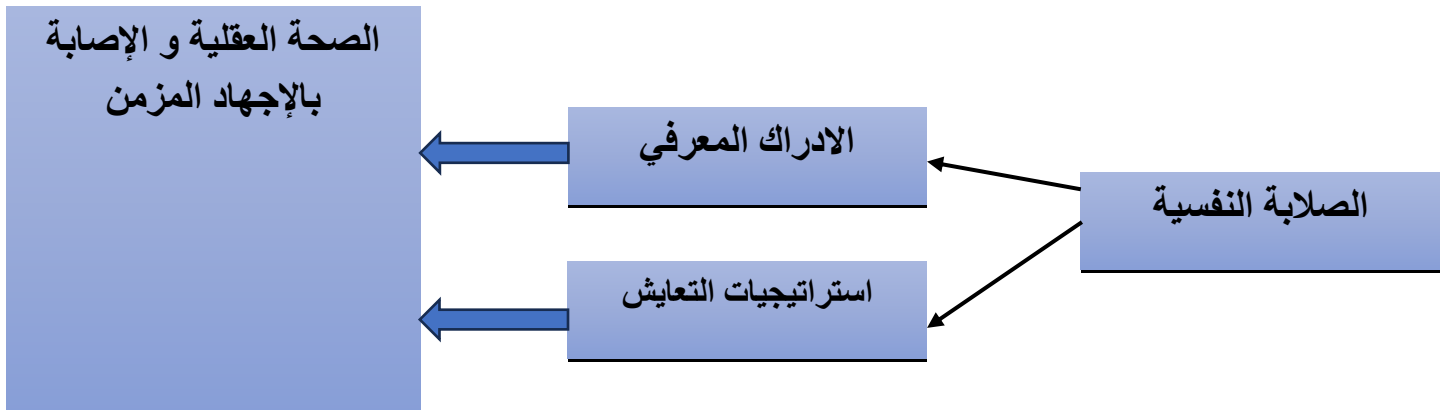 الصحة العقلية و الإصابة
بالإجهاد المزمن
الادراك المعرفي
الصلابة النفسية
استراتيجيات التعايش